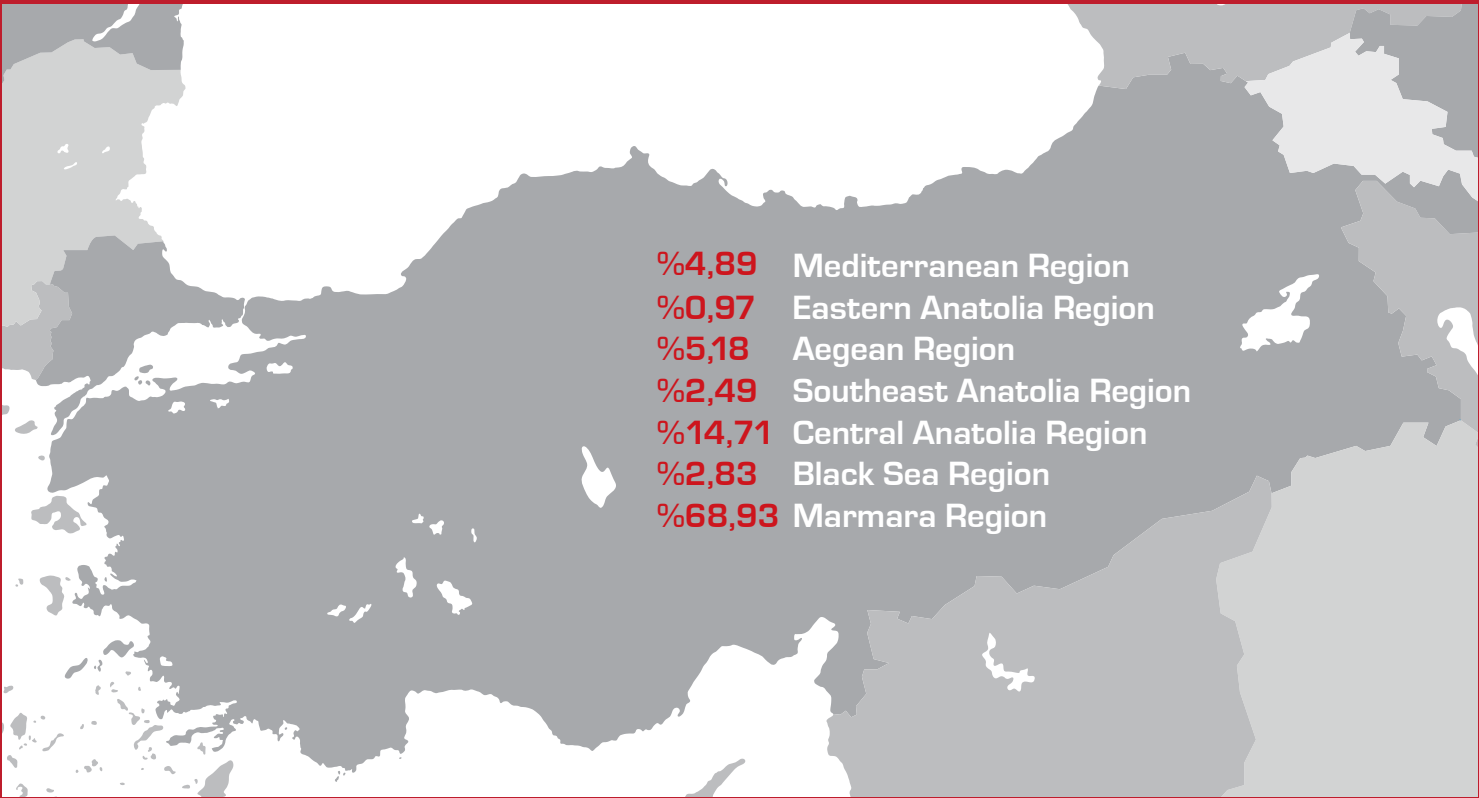 %4,89 Mediterranean Region
%0,97 Eastern Anatolia Region
%5,18 Aegean Region
%2,49 Southeast Anatolia Region
%14,71 Central Anatolia Region
%2,83 Black Sea Region
%68,93 Marmara Region